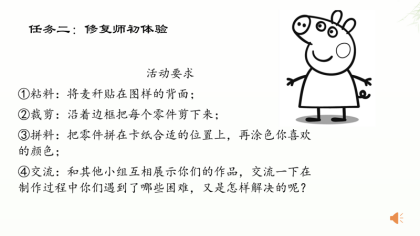 任务二：修复师初体验
活动要求
①粘料：将麦秆贴在图样的背面；
②裁剪：沿着边框把每个零件剪下来；
③拼料：把零件拼在卡纸合适的位置上，再涂色你喜欢
的颜色；
④交流：和其他小组互相展示你们的作品，交流一下在
制作过程中你们遇到了哪些困难，又是怎样解决的呢？